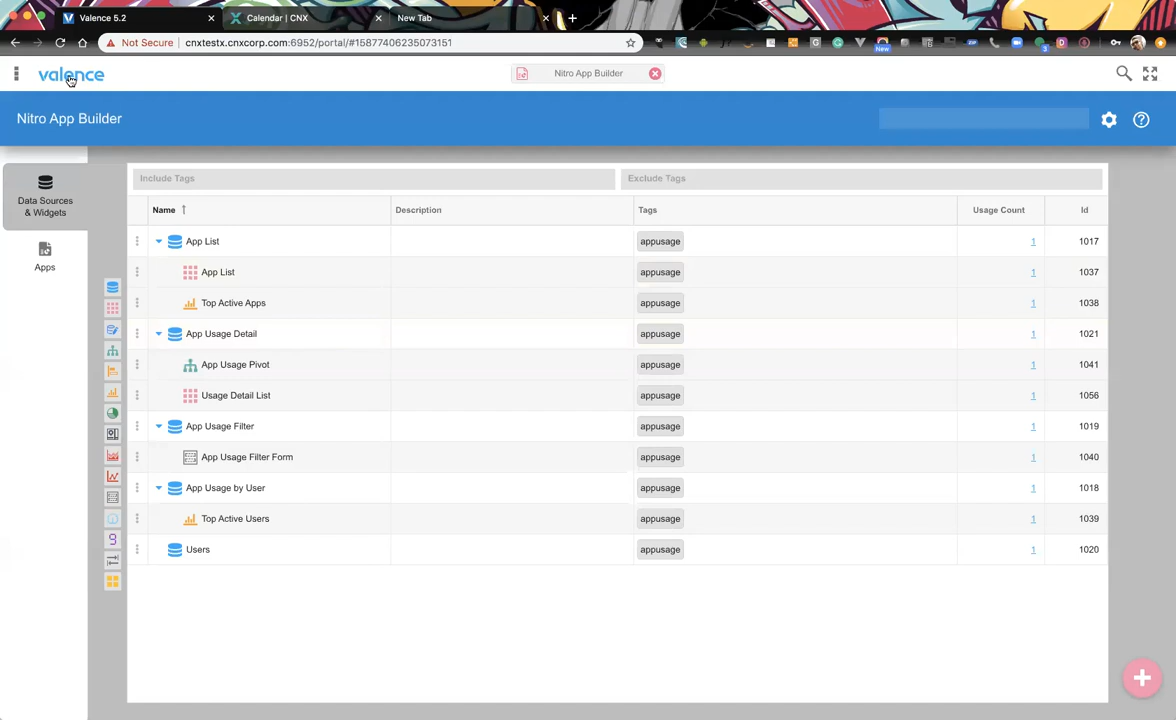 Valence 5.2
Calendar | CNX
New Tab
Not Secure | cnxtestx.cnxcorp.com:6952/portal/#15877406235073151
New
3
valence
Nitro App Builder
Nitro App Builder
Data Sources & Widgets
Apps
Include Tags
Exclude Tags
Name Description Tags Usage Count Id
App List appusage 1 1017
App List appusage 1 1037
Top Active Apps appusage 1 1038
App Usage Detail appusage 1 1021
App Usage Pivot appusage 1 1041
Usage Detail List appusage 1 1056
App Usage Filter appusage 1 1019
App Usage Filter Form appusage 1 1040
App Usage by User appusage 1 1018
Top Active Users appusage 1 1039
Users appusage 1 1020